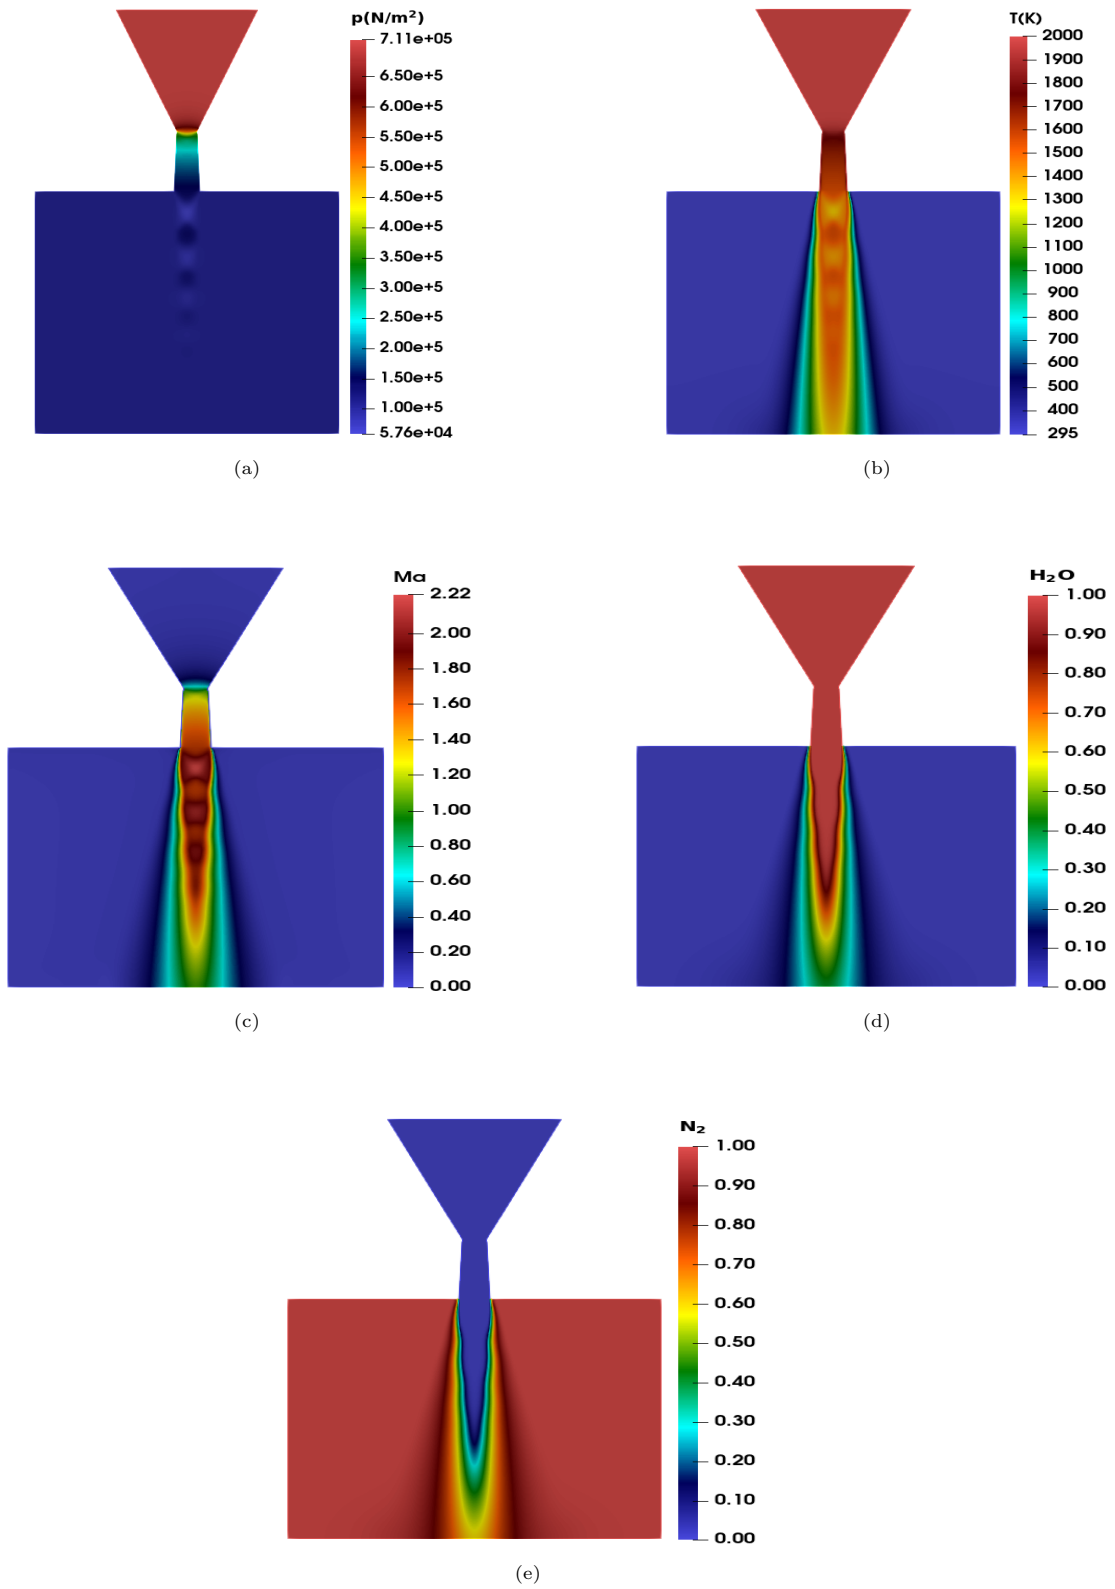 p(N/m²)
7.11e+05
6.50e+5
6.00e+5
5.50e+5
5.00e+5
4.50e+5
4.00e+5
3.50e+5
3.00e+5
2.50e+5
2.00e+5
1.50e+5
1.00e+5
5.76e+04
(a)
T(K)
2000
1900
1800
1700
1600
1500
1400
1300
1200
1100
1000
900
800
700
600
500
400
295
(b)
Ma
2.22
2.00
1.80
1.60
1.40
1.20
1.00
0.80
0.60
0.40
0.20
0.00
(c)
H₂O
1.00
0.90
0.80
0.70
0.60
0.50
0.40
0.30
0.20
0.10
0.00
(d)
N₂
1.00
0.90
0.80
0.70
0.60
0.50
0.40
0.30
0.20
0.10
0.00
(e)